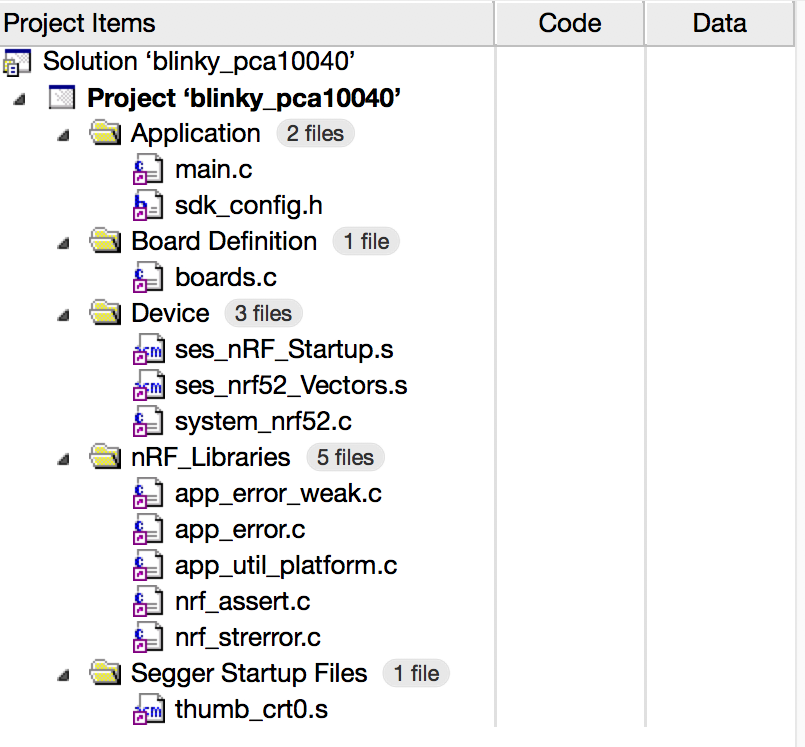 Project Items Code Data
Solution ‘blinky_pca10040’
Project ‘blinky_pca10040’
Application 2 files
main.c
sdk_config.h
Board Definition 1 file
boards.c
Device 3 files
ses_nRF_Startup.s
ses_nrf52_Vectors.s
system_nrf52.c
nRF_Libraries 5 files
app_error_weak.c
app_error.c
app_util_platform.c
nrf_assert.c
nrf_strerror.c
Segger Startup Files 1 file
thumb_crt0.s